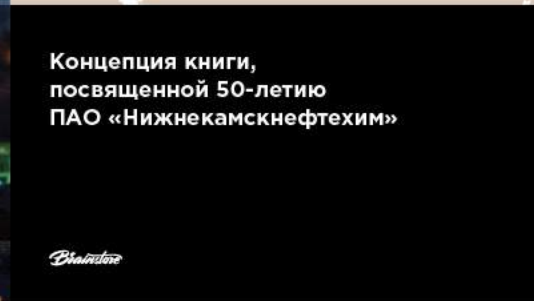 Концепция книги,
посвященной 50-летию
ПАО «Нижнекамскнефтехим»
Brainstore